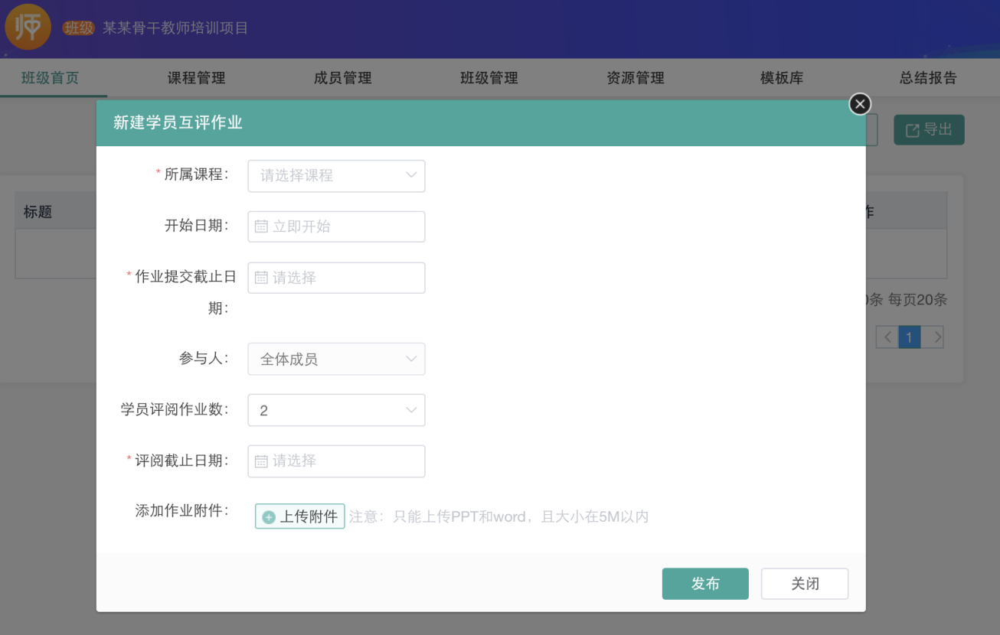 师 班级 某某骨干教师培训项目
班级首页 课程管理 成员管理 班级管理 资源管理 模板库 总结报告
新建学员互评作业
导出
*所属课程： 请选择课程
标题 作
开始日期： 立即开始
*作业提交截止日期： 请选择
0条 每页20条
1
参与人： 全体成员
学员评阅作业数： 2
*评阅截止日期： 请选择
添加作业附件： 上传附件 注意：只能上传PPT和word，且大小在5M以内
发布 关闭